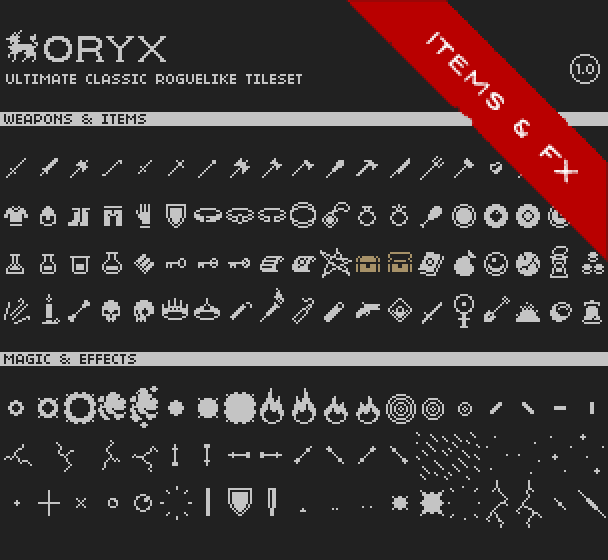 ORYX
ULTIMATE CLASSIC ROGUELIKE TILESET
ITEMS & FX
1.0
WEAPONS & ITEMS
MAGIC & EFFECTS